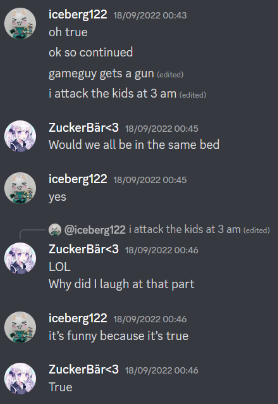 iceberg122 18/09/2022 00:43
oh true
ok so continued
gameguy gets a gun (edited)
i attack the kids at 3 am (edited)
ZuckerBär<3 18/09/2022 00:45
Would we all be in the same bed
iceberg122 18/09/2022 00:45
yes
@iceberg122 i attack the kids at 3 am (edited)
ZuckerBär<3 18/09/2022 00:46
LOL
Why did I laugh at that part
iceberg122 18/09/2022 00:46
it's funny because it's true
ZuckerBär<3 18/09/2022 00:46
True